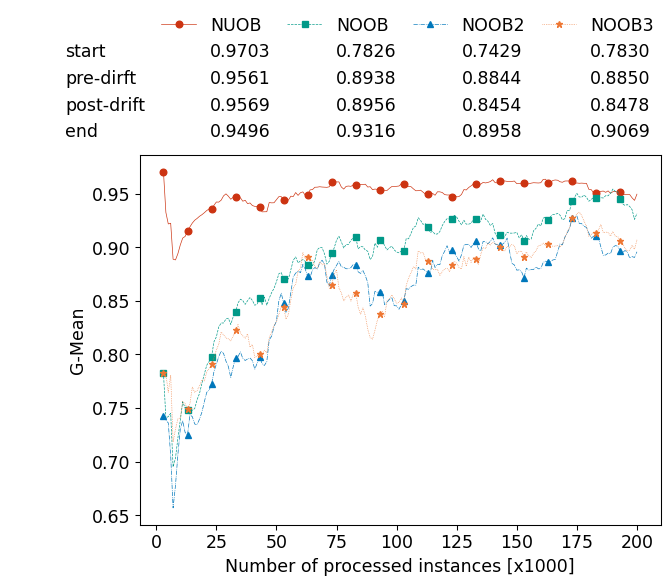 NUOB NOOB NOOB2 NOOB3
start 0.9703 0.7826 0.7429 0.7830
pre-dirft 0.9561 0.8938 0.8844 0.8850
post-drift 0.9569 0.8956 0.8454 0.8478
end 0.9496 0.9316 0.8958 0.9069
0.95
0.90
0.85
0.80
0.75
0.70
0.65
G-Mean
0 25 50 75 100 125 150 175 200
Number of processed instances [x1000]